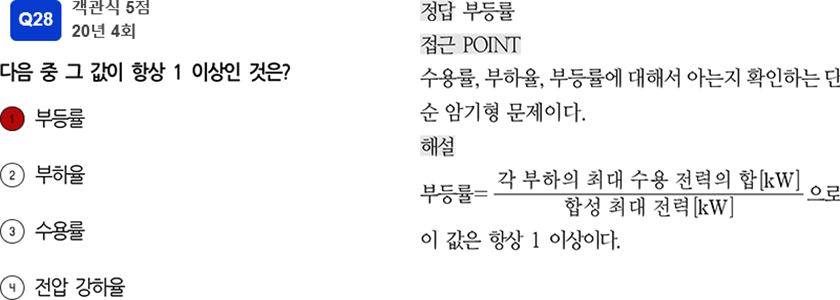 Q28
객관식 5점
20년 4회
다음 중 그 값이 항상 1 이상인 것은?
1 부등률
2 부하율
3 수용률
4 전압 강하율
정답 부등률
접근 POINT
수용률, 부하율, 부등률에 대해서 아는지 확인하는 단
순 암기형 문제이다.
해설
부등률= 각 부하의 최대 수용 전력의 합[kW] / 합성 최대 전력[kW] 으로
이 값은 항상 1 이상이다.